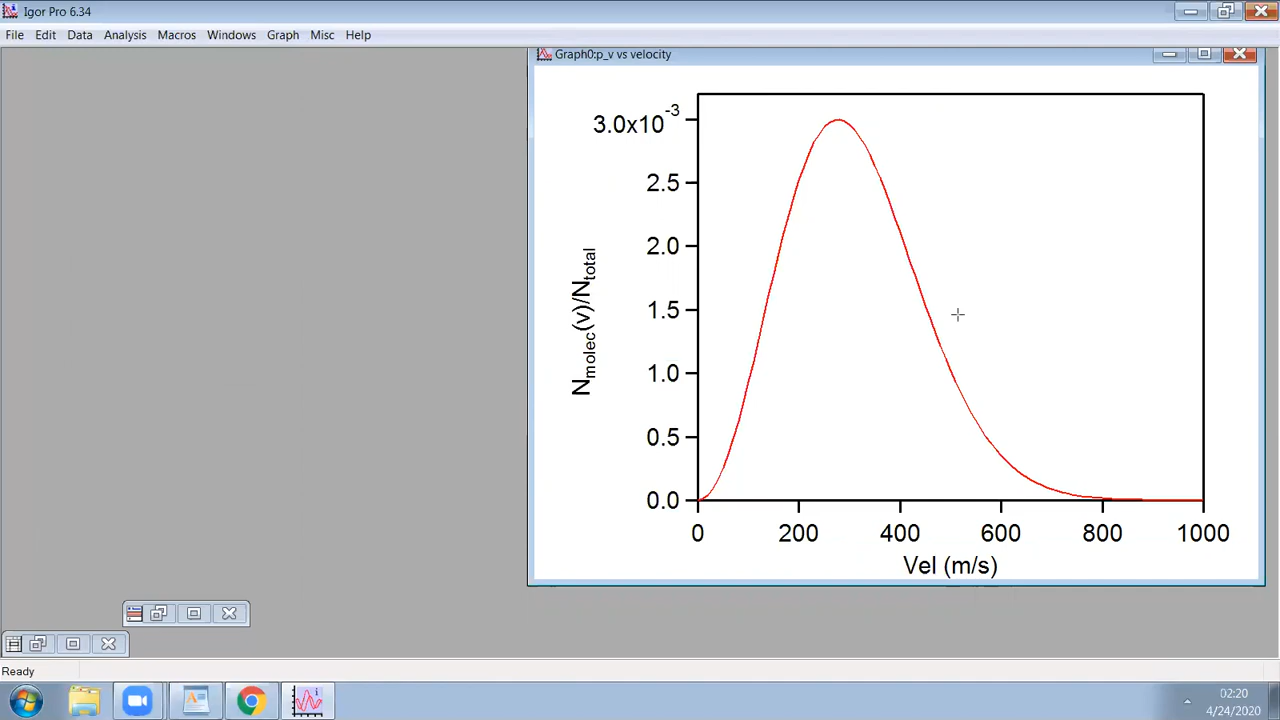 Igor Pro 6.34
File Edit Data Analysis Macros Windows Graph Misc Help
Graph0:p_v vs velocity
3.0x10⁻³
2.5
2.0
1.5
1.0
0.5
0.0
N_molec(v)/N_total
0 200 400 600 800 1000
Vel (m/s)
Ready
02:20
4/24/2020